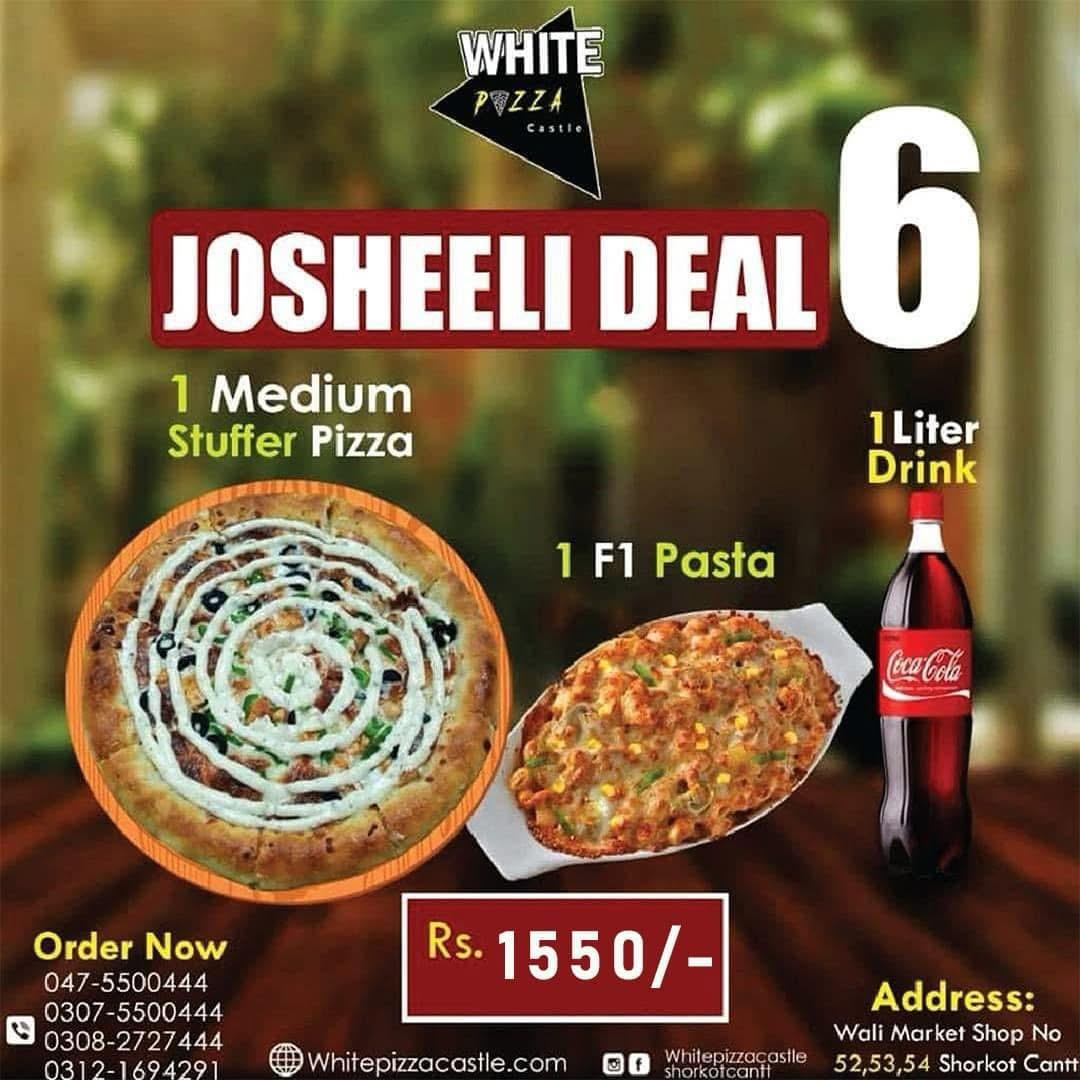 WHITE
PIZZA
Castle
JOSHEELI DEAL 6
1 Medium
Stuffer Pizza
1 Liter
Drink
1 F1 Pasta
Coca-Cola
Rs. 1550/-
Order Now
047-5500444
0307-5500444
0308-2727444
0312-1694291
Whitepizzacastle.com
Whitepizzacastle
shorkotcantt
Address:
Wali Market Shop No
52,53,54 Shorkot Cantt